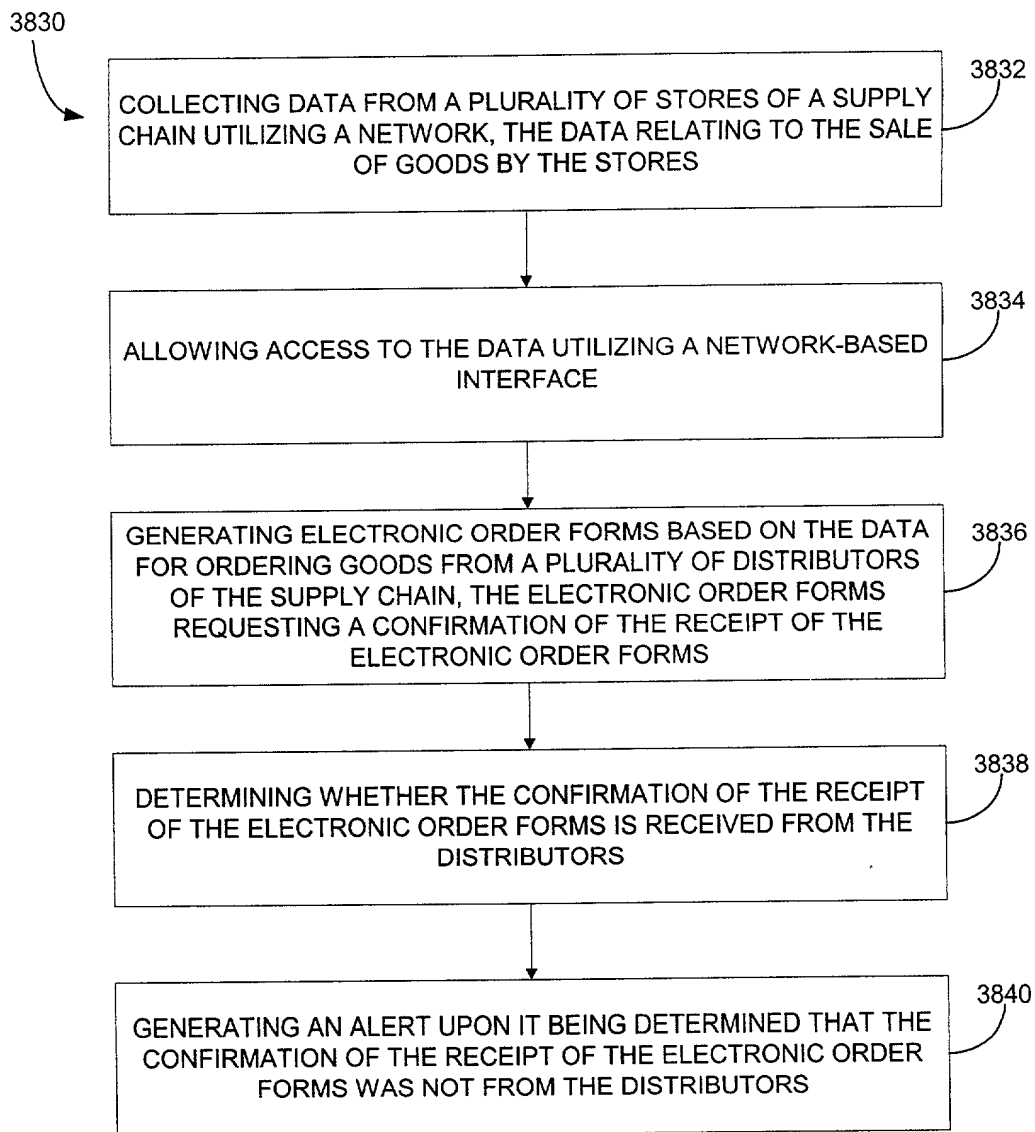 3830
3832
COLLECTING DATA FROM A PLURALITY OF STORES OF A SUPPLY
CHAIN UTILIZING A NETWORK, THE DATA RELATING TO THE SALE
OF GOODS BY THE STORES
3834
ALLOWING ACCESS TO THE DATA UTILIZING A NETWORK-BASED
INTERFACE
3836
GENERATING ELECTRONIC ORDER FORMS BASED ON THE DATA
FOR ORDERING GOODS FROM A PLURALITY OF DISTRIBUTORS
OF THE SUPPLY CHAIN, THE ELECTRONIC ORDER FORMS
REQUESTING A CONFIRMATION OF THE RECEIPT OF THE
ELECTRONIC ORDER FORMS
3838
DETERMINING WHETHER THE CONFIRMATION OF THE RECEIPT
OF THE ELECTRONIC ORDER FORMS IS RECEIVED FROM THE
DISTRIBUTORS
3840
GENERATING AN ALERT UPON IT BEING DETERMINED THAT THE
CONFIRMATION OF THE RECEIPT OF THE ELECTRONIC ORDER
FORMS WAS NOT FROM THE DISTRIBUTORS